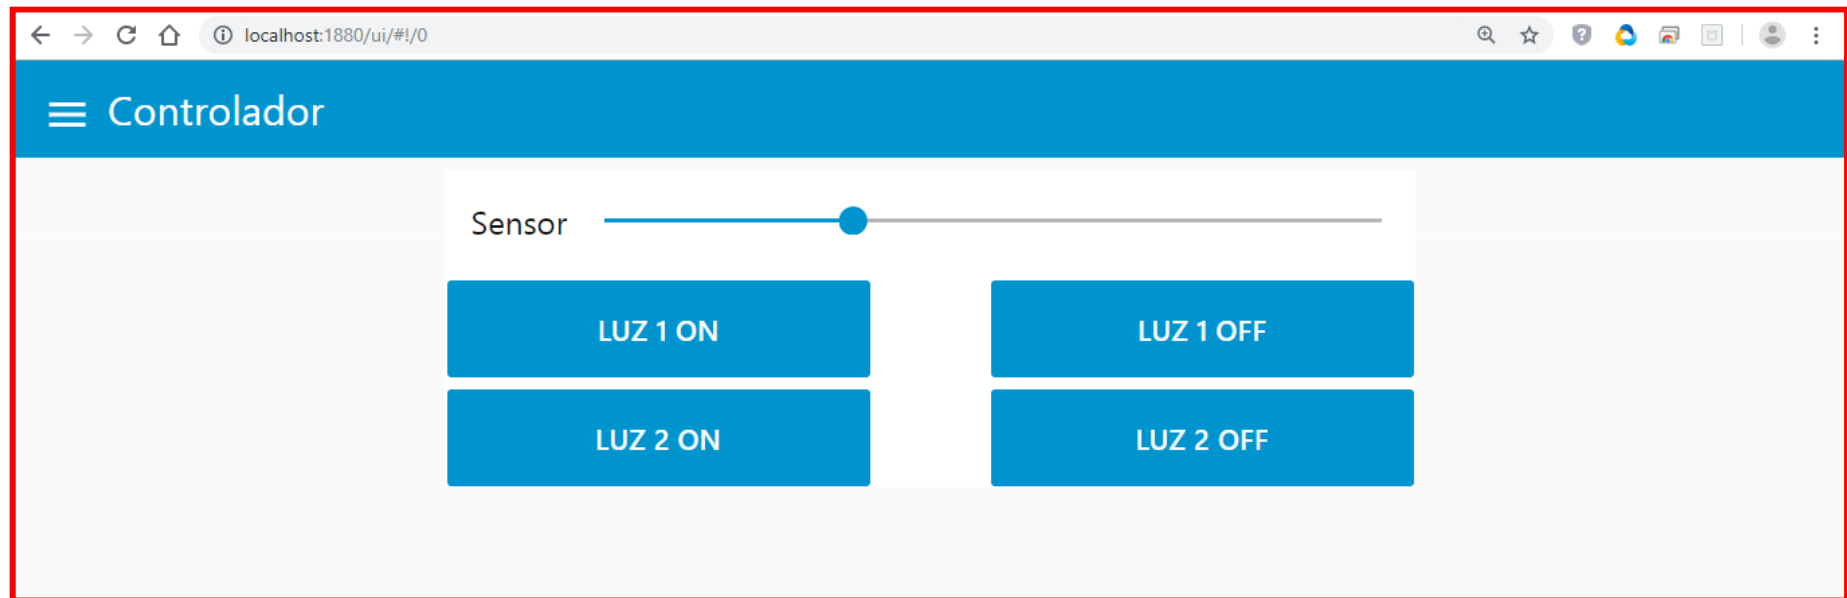 localhost:1880/ui/#!/0
Controlador
Sensor
LUZ 1 ON
LUZ 1 OFF
LUZ 2 ON
LUZ 2 OFF